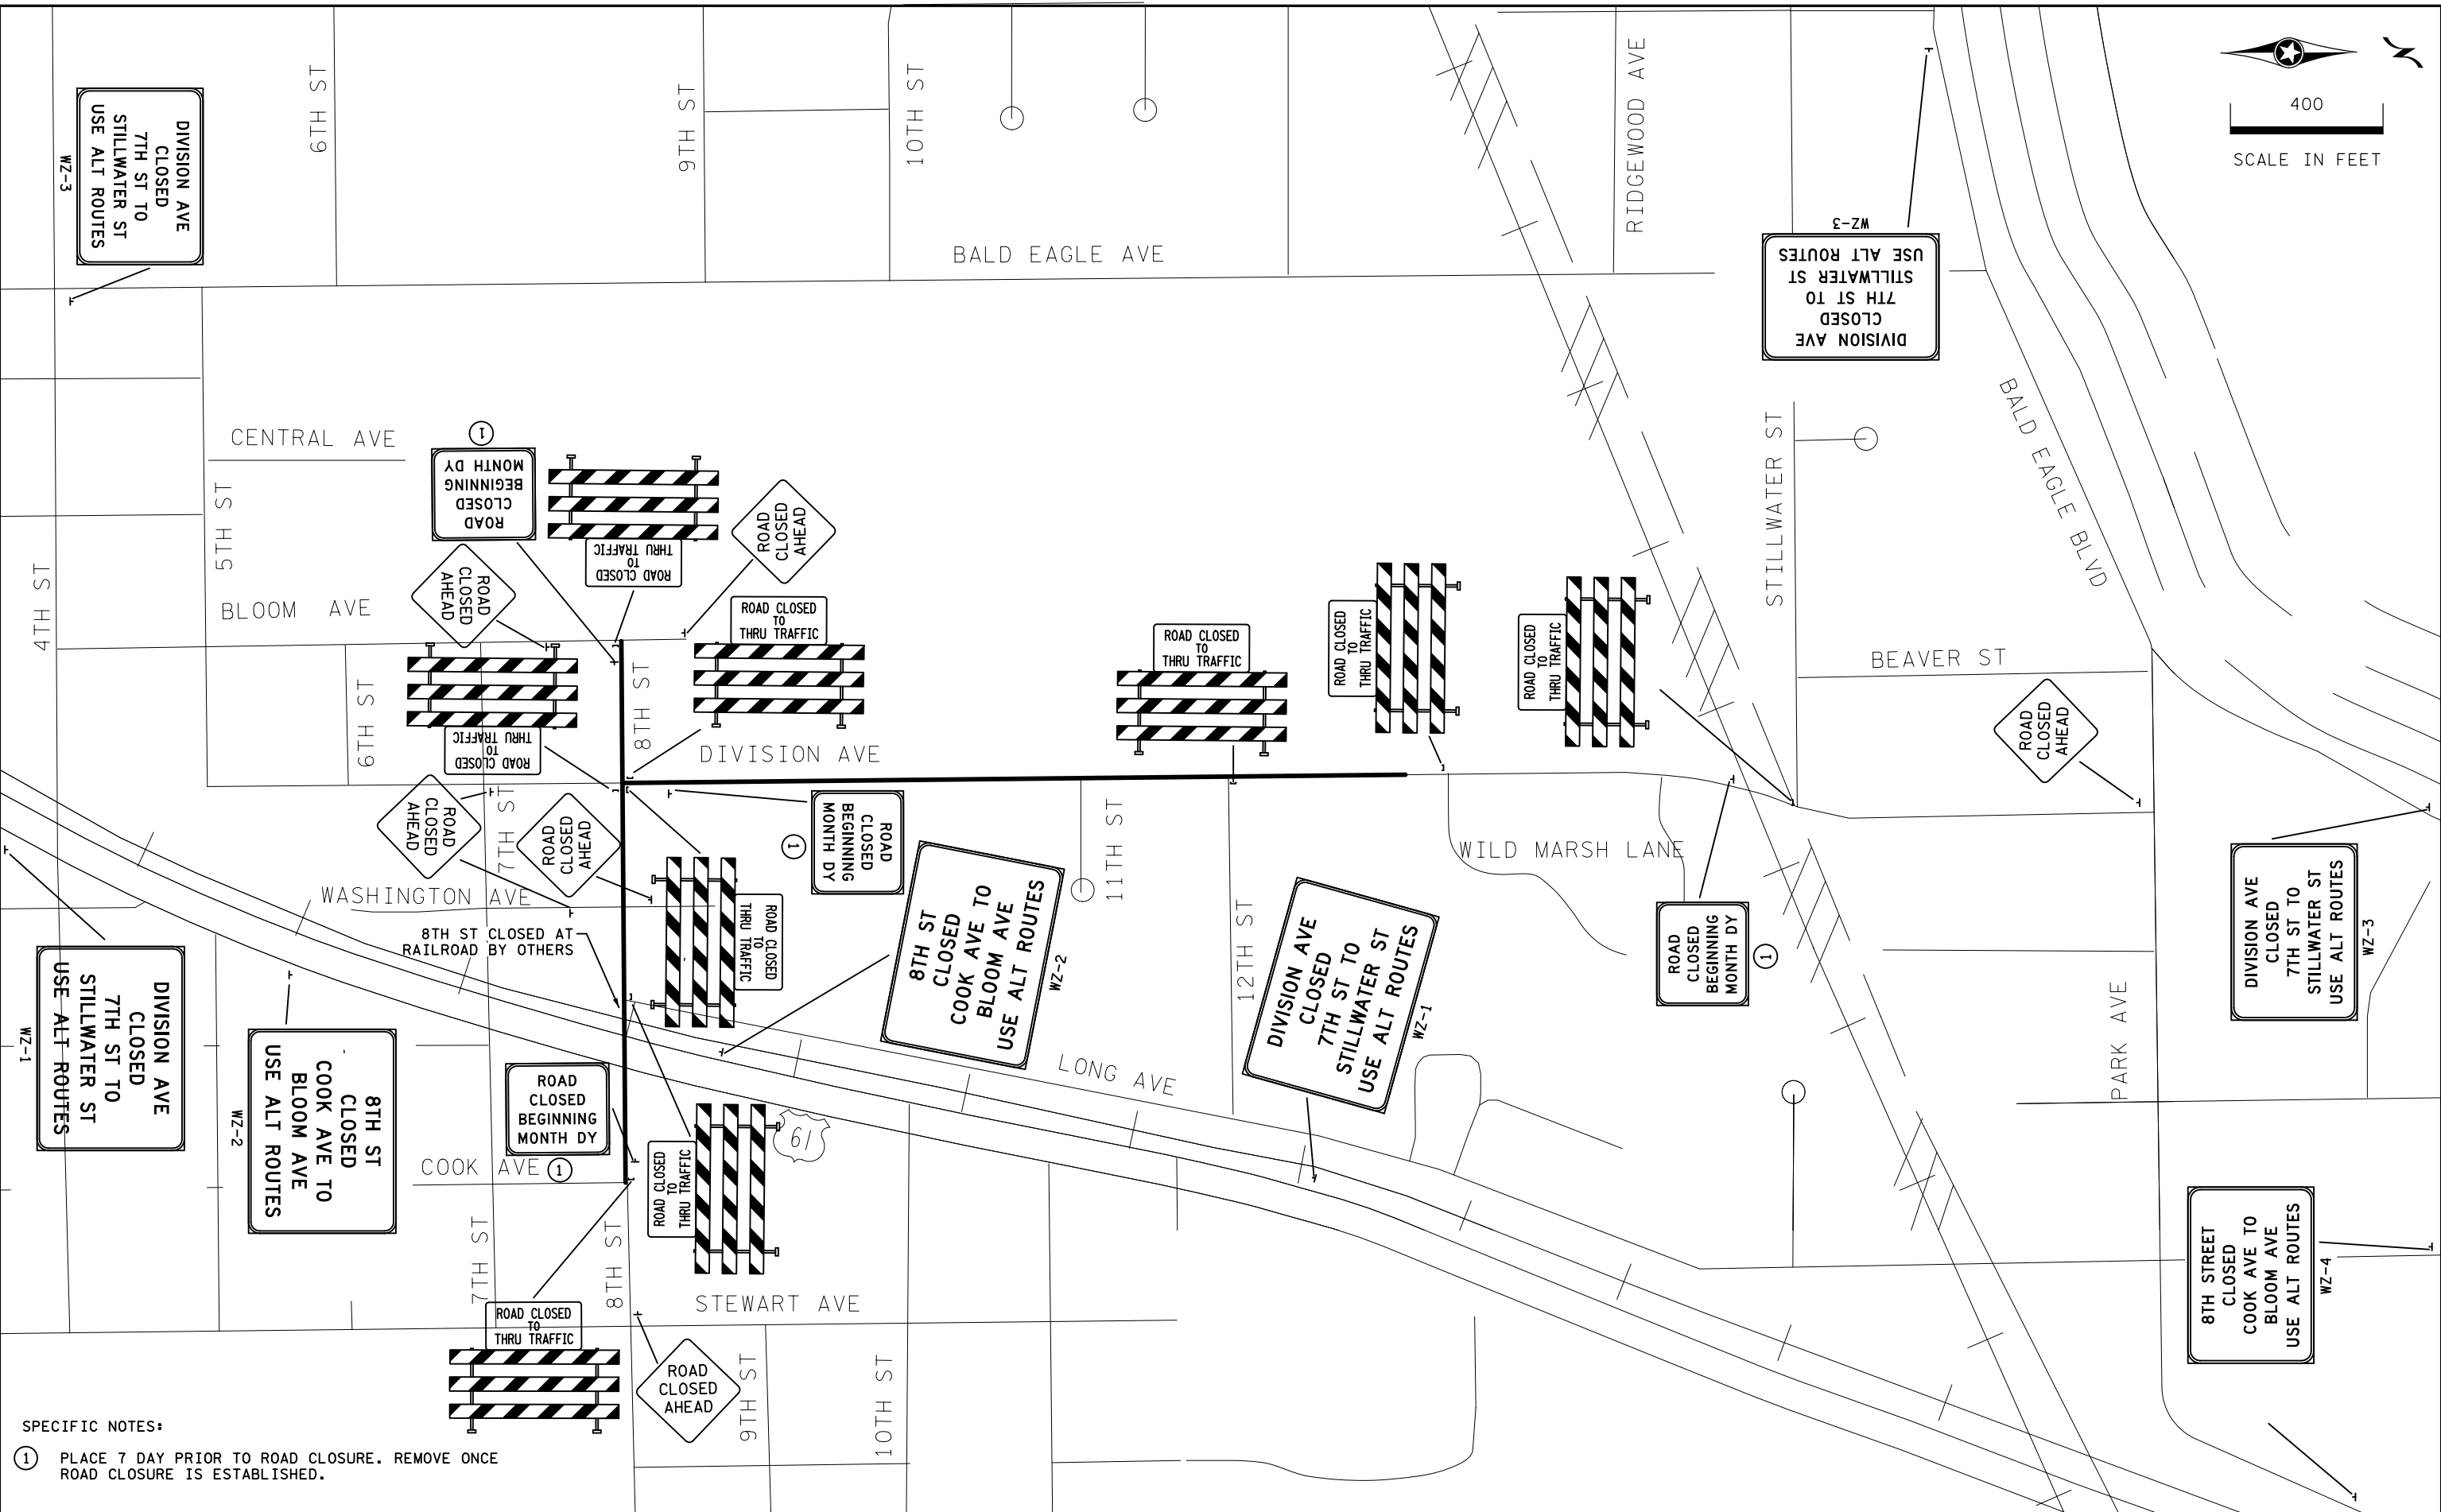 6TH ST
9TH ST
10TH ST
RIDGEWOOD AVE
N
400
SCALE IN FEET
DIVISION AVE
CLOSED
7TH ST TO
STILLWATER ST
USE ALT ROUTES
WZ-3
BALD EAGLE AVE
DIVISION AVE
CLOSED
7TH ST TO
STILLWATER ST
USE ALT ROUTES
WZ-3
BALD EAGLE BLVD
CENTRAL AVE
1
ROAD
CLOSED
BEGINNING
MONTH DY
ROAD CLOSED
TO
THRU TRAFFIC
ROAD
CLOSED
AHEAD
5TH ST
4TH ST
BLOOM AVE
ROAD
CLOSED
AHEAD
ROAD CLOSED
TO
THRU TRAFFIC
8TH ST
ROAD CLOSED
TO
THRU TRAFFIC
ROAD CLOSED
TO
THRU TRAFFIC
ROAD CLOSED
TO
THRU TRAFFIC
STILLWATER ST
BEAVER ST
ROAD
CLOSED
AHEAD
6TH ST
ROAD CLOSED
TO
THRU TRAFFIC
DIVISION AVE
ROAD
CLOSED
AHEAD
7TH ST
ROAD
CLOSED
AHEAD
ROAD
CLOSED
BEGINNING
MONTH DY
1
11TH ST
WILD MARSH LANE
WASHINGTON AVE
8TH ST CLOSED AT
RAILROAD BY OTHERS
ROAD CLOSED
TO
THRU TRAFFIC
8TH ST
CLOSED
COOK AVE TO
BLOOM AVE
USE ALT ROUTES
WZ-2
12TH ST
DIVISION AVE
CLOSED
7TH ST TO
STILLWATER ST
USE ALT ROUTES
WZ-1
ROAD
CLOSED
BEGINNING
MONTH DY
1
DIVISION AVE
CLOSED
7TH ST TO
STILLWATER ST
USE ALT ROUTES
WZ-3
PARK AVE
DIVISION AVE
CLOSED
7TH ST TO
STILLWATER ST
USE ALT ROUTES
WZ-1
8TH ST
CLOSED
COOK AVE TO
BLOOM AVE
USE ALT ROUTES
WZ-2
ROAD
CLOSED
BEGINNING
MONTH DY
COOK AVE
1
ROAD CLOSED
TO
THRU TRAFFIC
61
LONG AVE
8TH STREET
CLOSED
COOK AVE TO
BLOOM AVE
USE ALT ROUTES
WZ-4
7TH ST
8TH ST
STEWART AVE
ROAD CLOSED
TO
THRU TRAFFIC
ROAD
CLOSED
AHEAD
9TH ST
10TH ST
SPECIFIC NOTES:
1 PLACE 7 DAY PRIOR TO ROAD CLOSURE. REMOVE ONCE
ROAD CLOSURE IS ESTABLISHED.